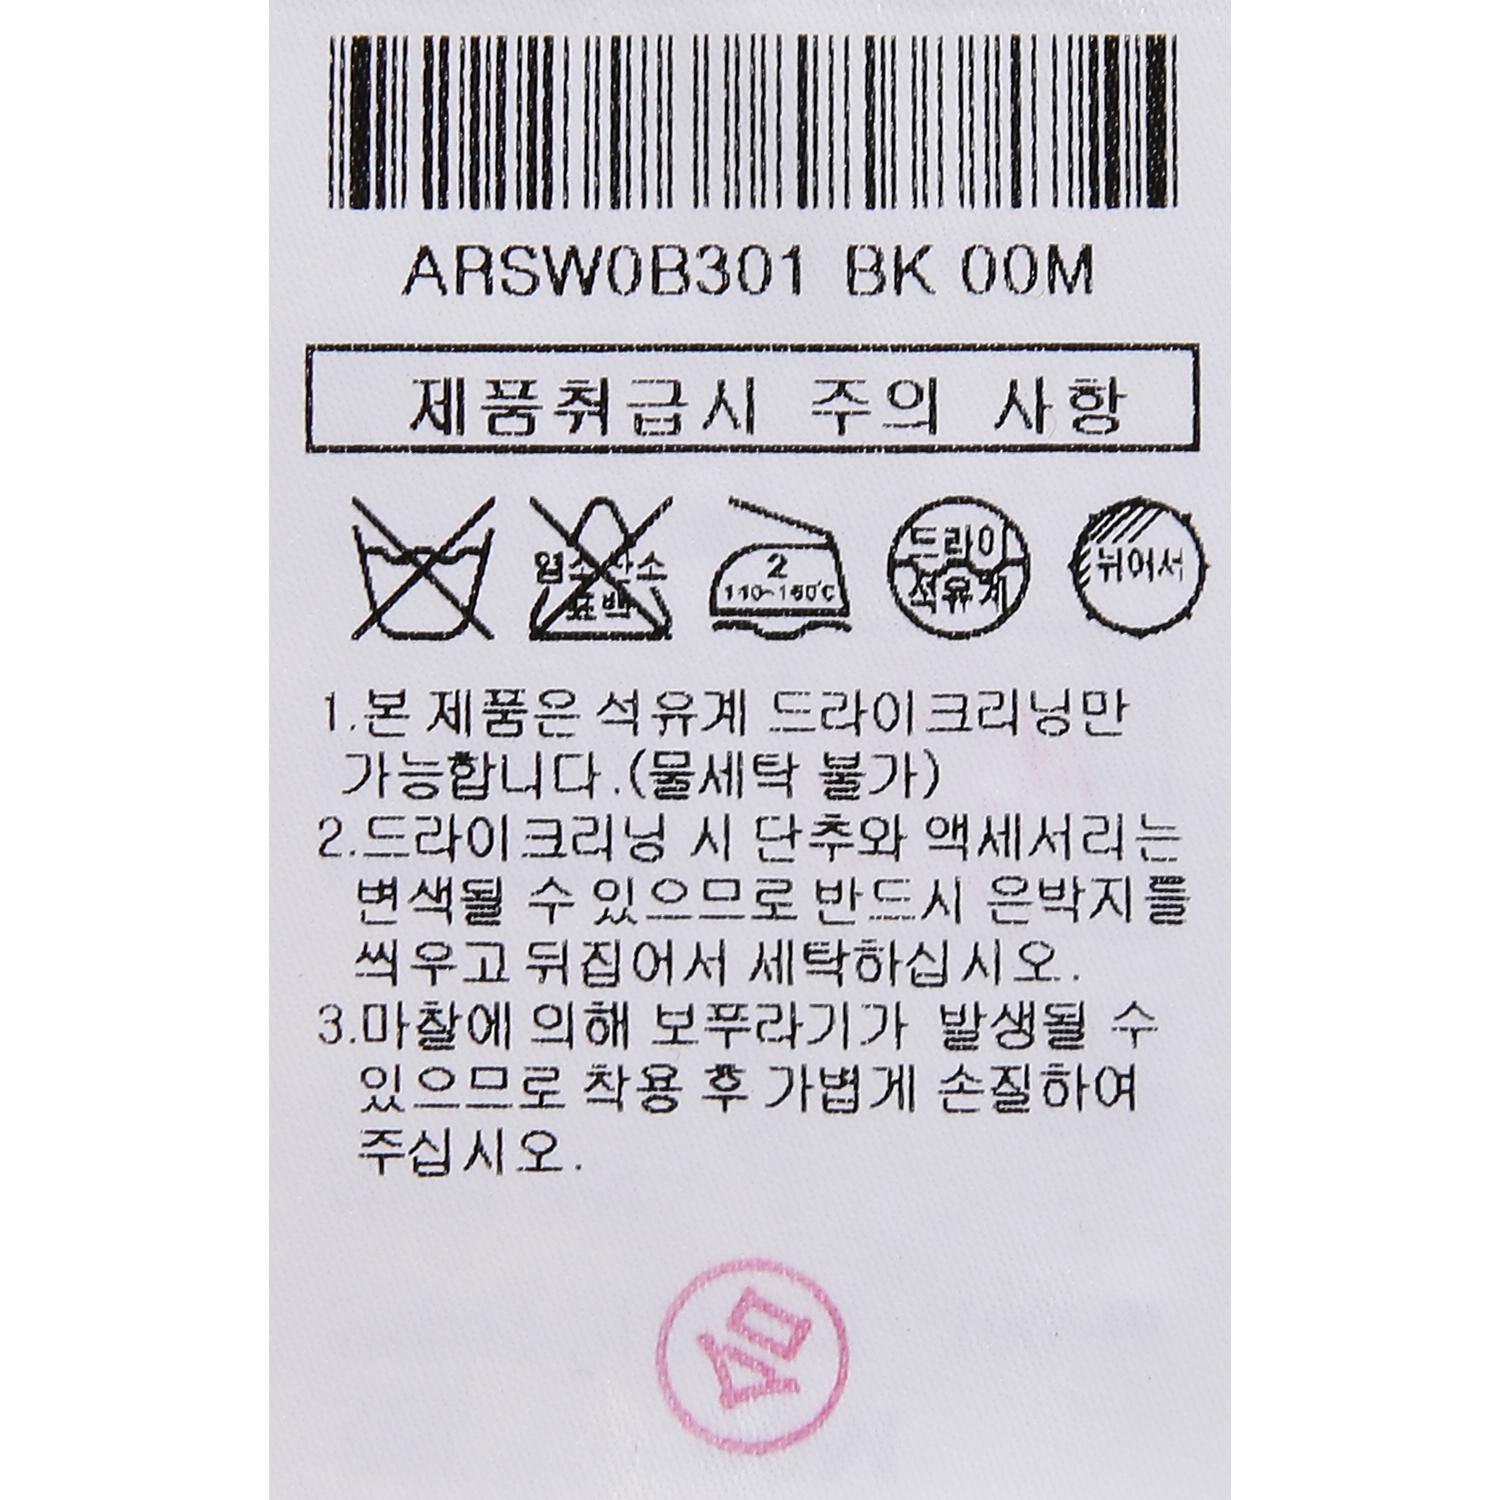 ARSW0B301 BK 00M
제품취급시 주의 사항
염소 산소
표백
2
110~160℃
드라이
석유계
뉘어서
1.본 제품은 석유계 드라이크리닝만
가능합니다.(물세탁 불가)
2.드라이크리닝 시 단추와 액세서리는
변색될 수 있으므로 반드시 은박지를
씌우고 뒤집어서 세탁하십시오.
3.마찰에 의해 보푸라기가 발생될 수
있으므로 착용 후 가볍게 손질하여
주십시오.